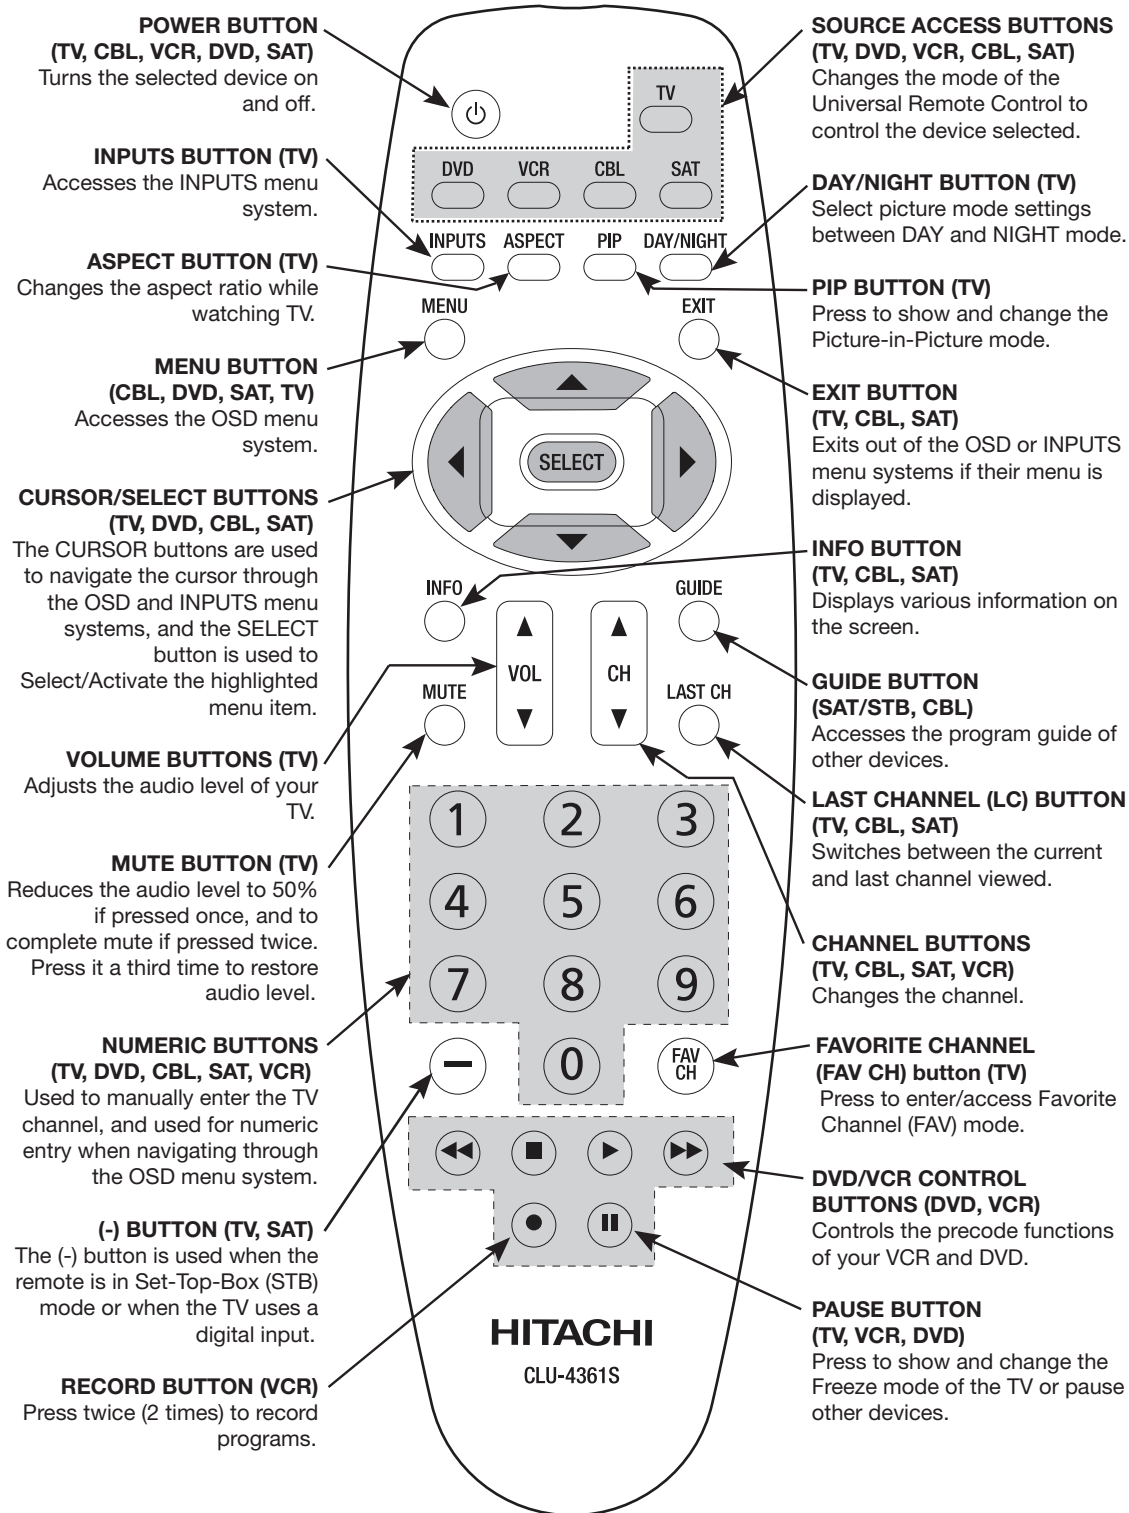 POWER BUTTON
(TV, CBL, VCR, DVD, SAT)
Turns the selected device on
and off.
INPUTS BUTTON (TV)
Accesses the INPUTS menu
system.
ASPECT BUTTON (TV)
Changes the aspect ratio while
watching TV.
MENU BUTTON
(CBL, DVD, SAT, TV)
Accesses the OSD menu
system.
CURSOR/SELECT BUTTONS
(TV, DVD, CBL, SAT)
The CURSOR buttons are used
to navigate the cursor through
the OSD and INPUTS menu
systems, and the SELECT
button is used to
Select/Activate the highlighted
menu item.
VOLUME BUTTONS (TV)
Adjusts the audio level of your
TV.
MUTE BUTTON (TV)
Reduces the audio level to 50%
if pressed once, and to
complete mute if pressed twice.
Press it a third time to restore
audio level.
NUMERIC BUTTONS
(TV, DVD, CBL, SAT, VCR)
Used to manually enter the TV
channel, and used for numeric
entry when navigating through
the OSD menu system.
(-) BUTTON (TV, SAT)
The (-) button is used when the
remote is in Set-Top-Box (STB)
mode or when the TV uses a
digital input.
RECORD BUTTON (VCR)
Press twice (2 times) to record
programs.
TV
DVD VCR CBL SAT
INPUTS ASPECT PIP DAY/NIGHT
MENU EXIT
SELECT
INFO GUIDE
VOL CH
MUTE LAST CH
1 2 3
4 5 6
7 8 9
0 FAV
CH
HITACHI
CLU-4361S
SOURCE ACCESS BUTTONS
(TV, DVD, VCR, CBL, SAT)
Changes the mode of the
Universal Remote Control to
control the device selected.
DAY/NIGHT BUTTON (TV)
Select picture mode settings
between DAY and NIGHT mode.
PIP BUTTON (TV)
Press to show and change the
Picture-in-Picture mode.
EXIT BUTTON
(TV, CBL, SAT)
Exits out of the OSD or INPUTS
menu systems if their menu is
displayed.
INFO BUTTON
(TV, CBL, SAT)
Displays various information on
the screen.
GUIDE BUTTON
(SAT/STB, CBL)
Accesses the program guide of
other devices.
LAST CHANNEL (LC) BUTTON
(TV, CBL, SAT)
Switches between the current
and last channel viewed.
CHANNEL BUTTONS
(TV, CBL, SAT, VCR)
Changes the channel.
FAVORITE CHANNEL
(FAV CH) button (TV)
Press to enter/access Favorite
Channel (FAV) mode.
DVD/VCR CONTROL
BUTTONS (DVD, VCR)
Controls the precode functions
of your VCR and DVD.
PAUSE BUTTON
(TV, VCR, DVD)
Press to show and change the
Freeze mode of the TV or pause
other devices.